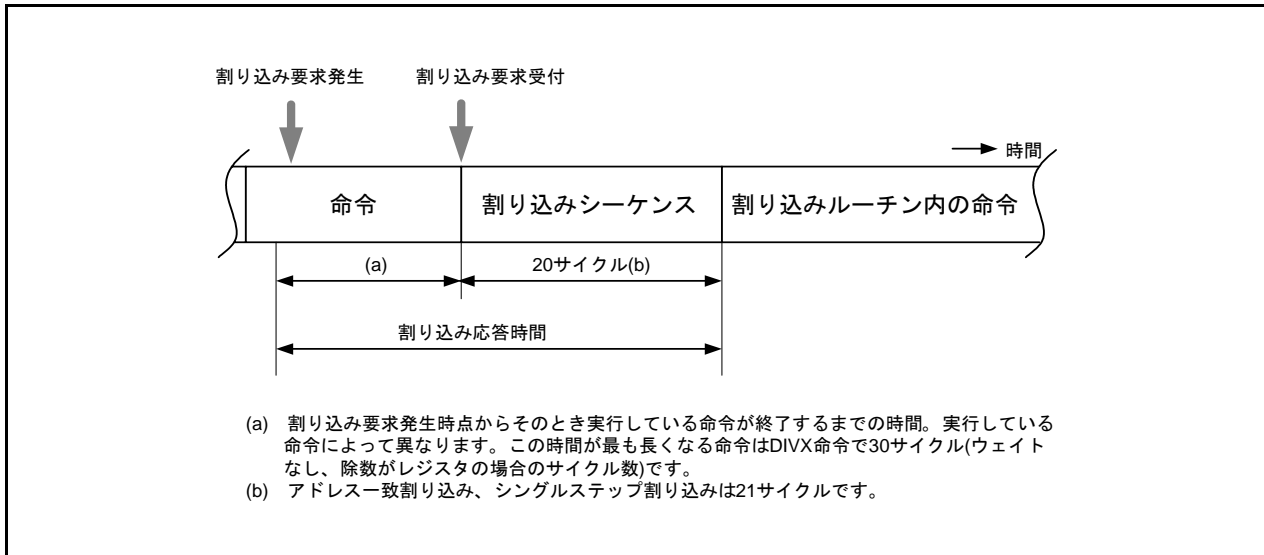 割り込み要求発生
割り込み要求受付
時間
命令
割り込みシーケンス
割り込みルーチン内の命令
(a)
20サイクル(b)
割り込み応答時間
(a) 割り込み要求発生時点からそのとき実行している命令が終了するまでの時間。実行している
命令によって異なります。この時間が最も長くなる命令はDIVX命令で30サイクル(ウェイト
なし、除数がレジスタの場合のサイクル数)です。
(b) アドレス一致割り込み、シングルステップ割り込みは21サイクルです。